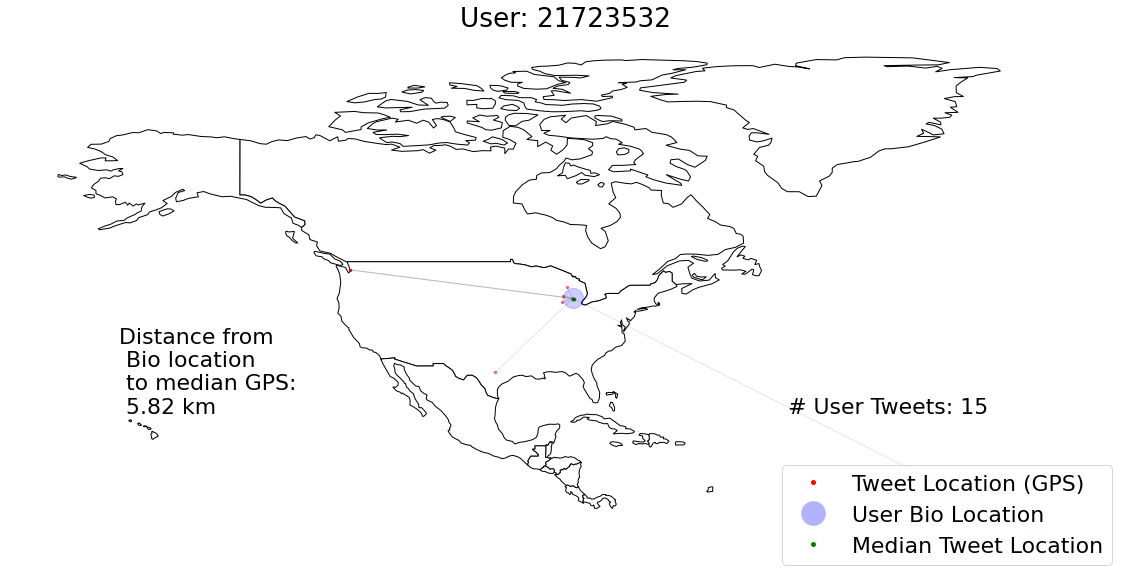 User: 21723532
Distance from
Bio location
to median GPS:
5.82 km
# User Tweets: 15
Tweet Location (GPS)
User Bio Location
Median Tweet Location